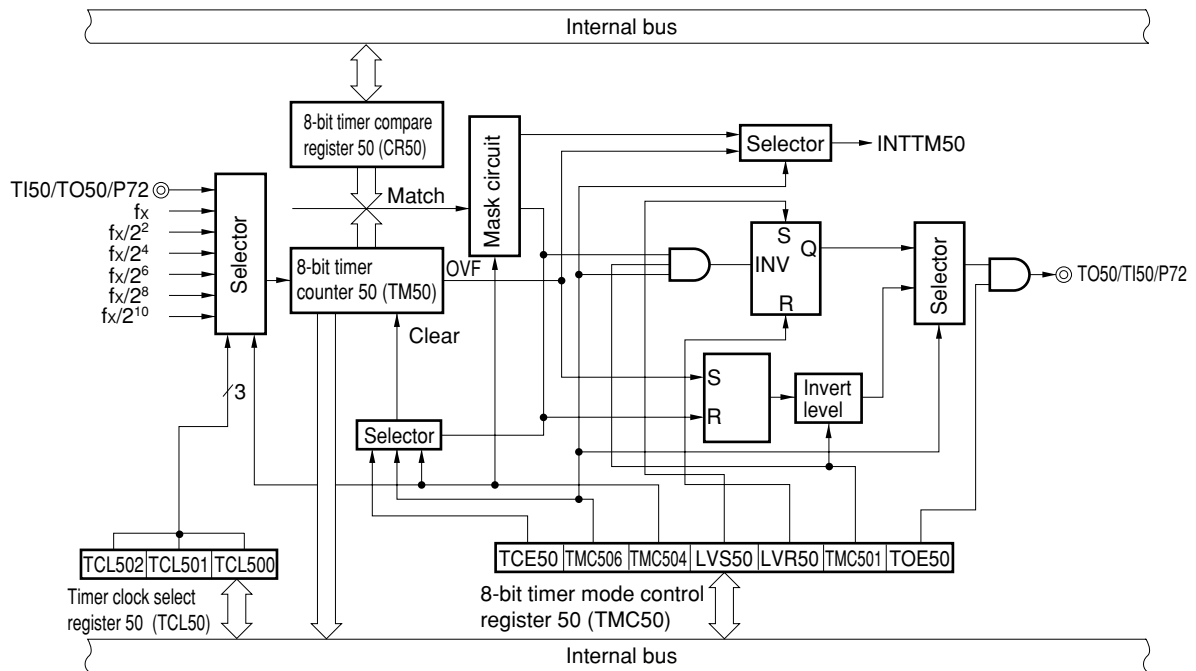 Internal bus
8-bit timer compare
register 50 (CR50)
Mask circuit
Selector
INTTM50
TI50/TO50/P72
Match
fX
fX/2²
fX/2⁴
fX/2⁶
fX/2⁸
fX/2¹⁰
Selector
8-bit timer
counter 50 (TM50)
OVF
Clear
S
Q
INV
R
Selector
TO50/TI50/P72
3
S
R
Invert
level
Selector
TCL502 TCL501 TCL500
Timer clock select
register 50 (TCL50)
TCE50 TMC506 TMC504 LVS50 LVR50 TMC501 TOE50
8-bit timer mode control
register 50 (TMC50)
Internal bus